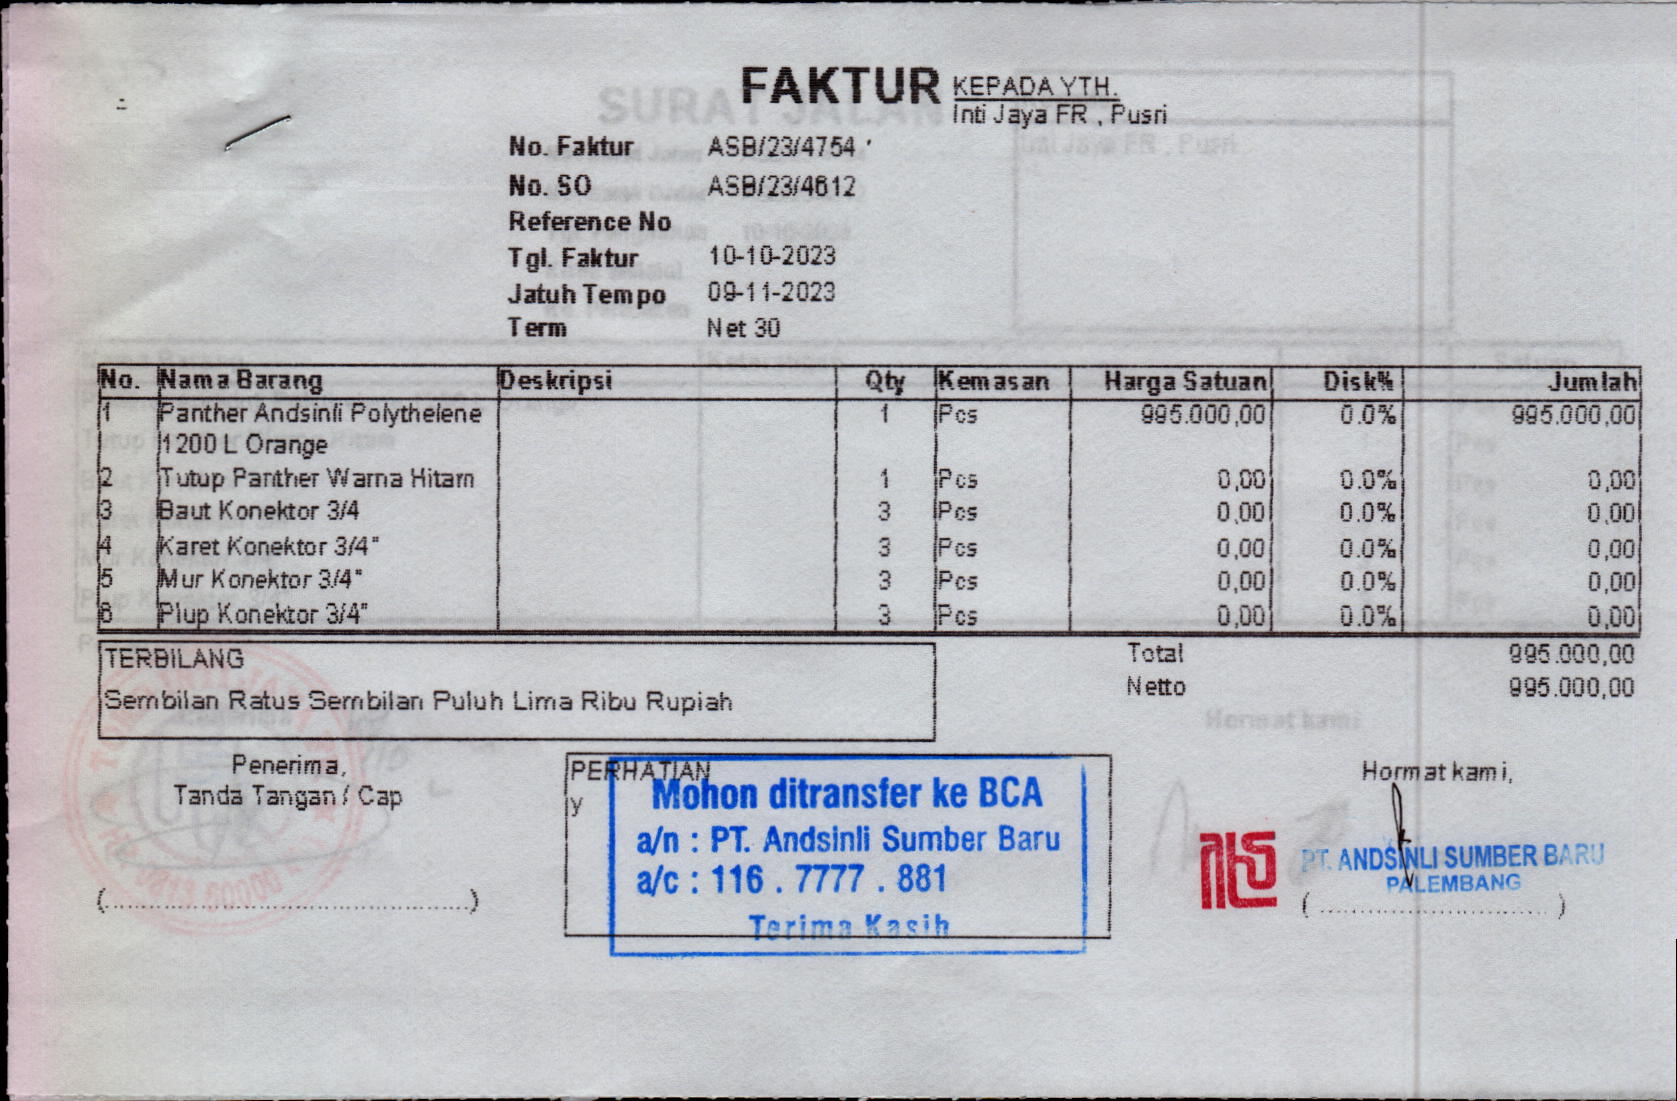 FAKTUR
KEPADA YTH.
Inti Jaya FR , Pusri
No. Faktur ASB/23/4754
No. SO ASB/23/4612
Reference No
Tgl. Faktur 10-10-2023
Jatuh Tempo 09-11-2023
Term Net 30
No. Nama Barang Deskripsi Qty Kemasan Harga Satuan Disk% Jumlah
1 Panther Andsinli Polythelene 1 Pcs 995.000,00 0.0% 995.000,00
1200 L Orange
2 Tutup Panther Warna Hitam 1 Pcs 0,00 0.0% 0,00
3 Baut Konektor 3/4 3 Pcs 0,00 0.0% 0,00
4 Karet Konektor 3/4" 3 Pcs 0,00 0.0% 0,00
5 Mur Konektor 3/4" 3 Pcs 0,00 0.0% 0,00
6 Plup Konektor 3/4" 3 Pcs 0,00 0.0% 0,00
TERBILANG
Sembilan Ratus Sembilan Puluh Lima Ribu Rupiah
Total 995.000,00
Netto 995.000,00
Penerima,
Tanda Tangan / Cap
(..........................................)
PERHATIAN
y
Mohon ditransfer ke BCA
a/n : PT. Andsinli Sumber Baru
a/c : 116 . 7777 . 881
Terima Kasih
Hormat kami,
PT. ANDSINLI SUMBER BARU
PALEMBANG
(..............................)